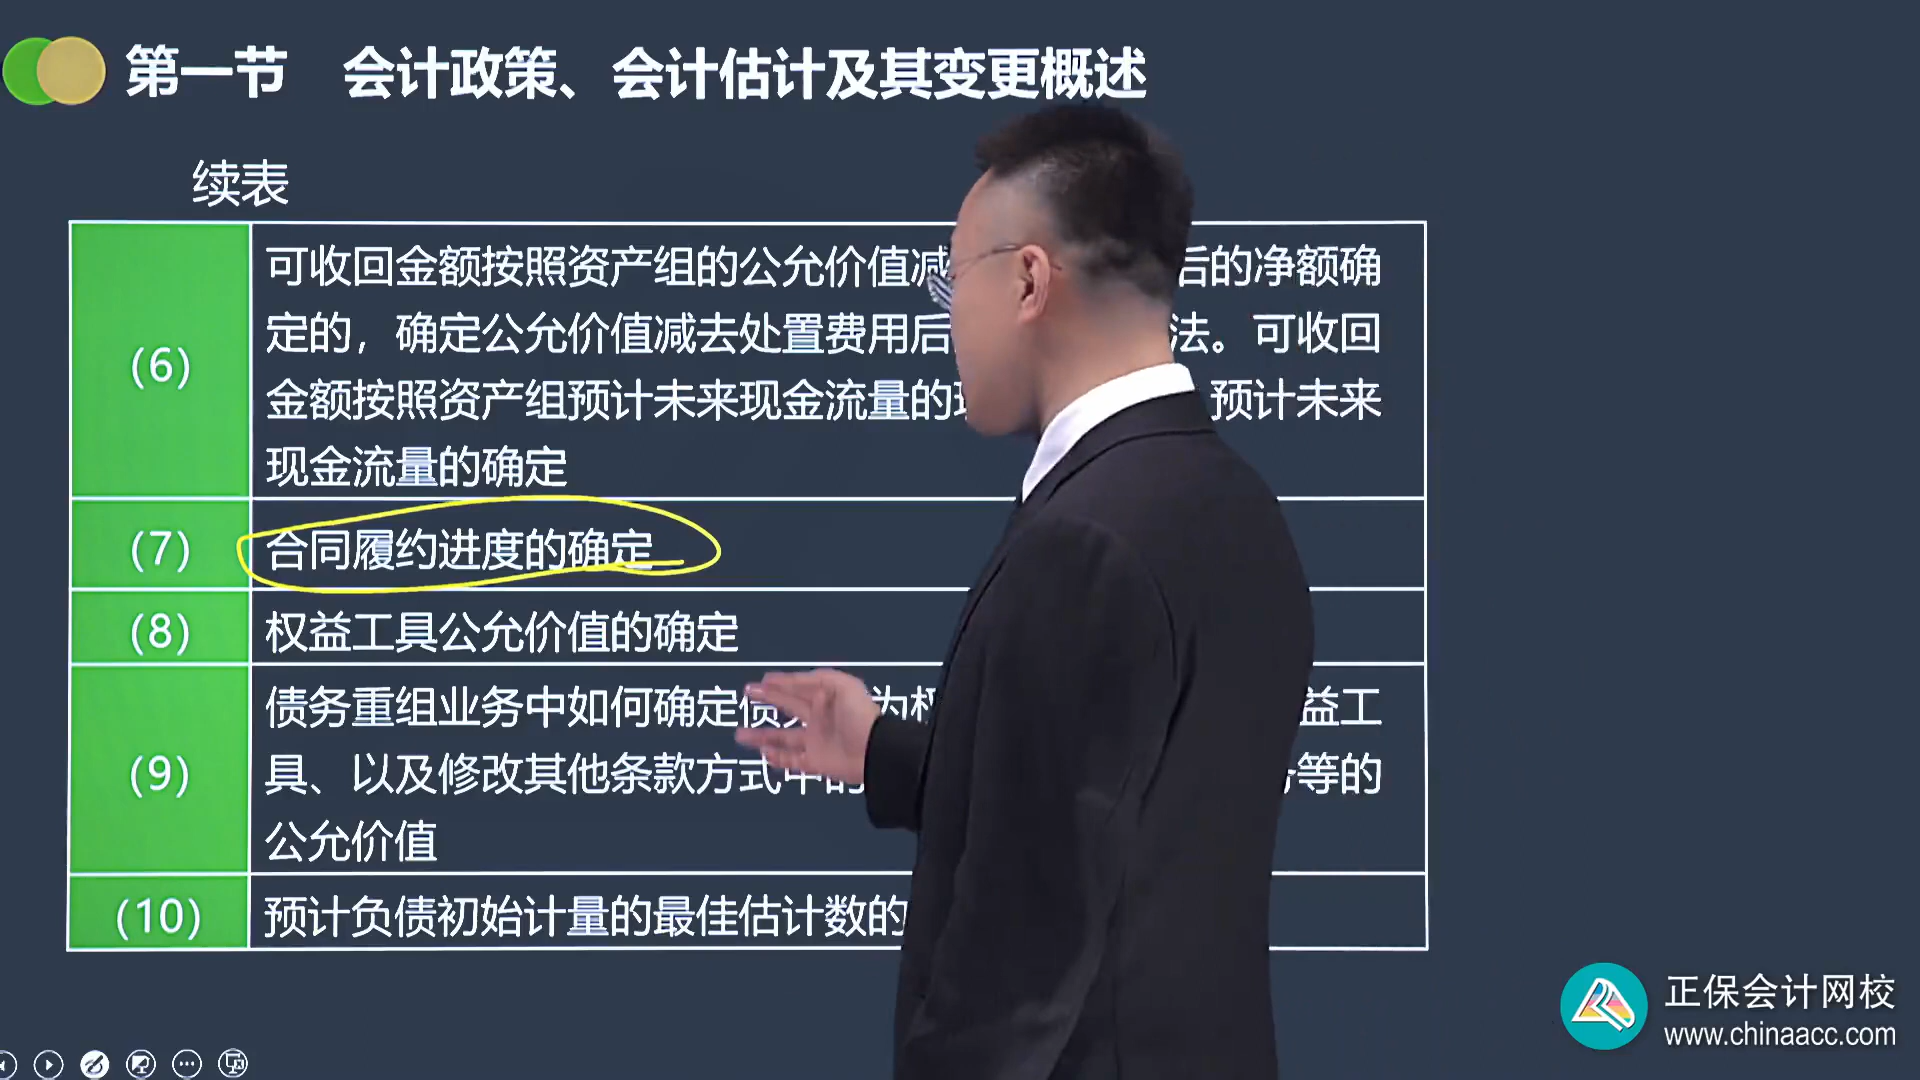 第一节 会计政策、会计估计及其变更概述
续表
(6)
可收回金额按照资产组的公允价值减 后的净额确
定的，确定公允价值减去处置费用后 法。可收回
金额按照资产组预计未来现金流量的 预计未来
现金流量的确定
(7)
合同履约进度的确定
(8)
权益工具公允价值的确定
(9)
债务重组业务中如何确定债务 为权 益工
具、以及修改其他条款方式中的 等的
公允价值
(10)
预计负债初始计量的最佳估计数的
正保会计网校
www.chinaacc.com